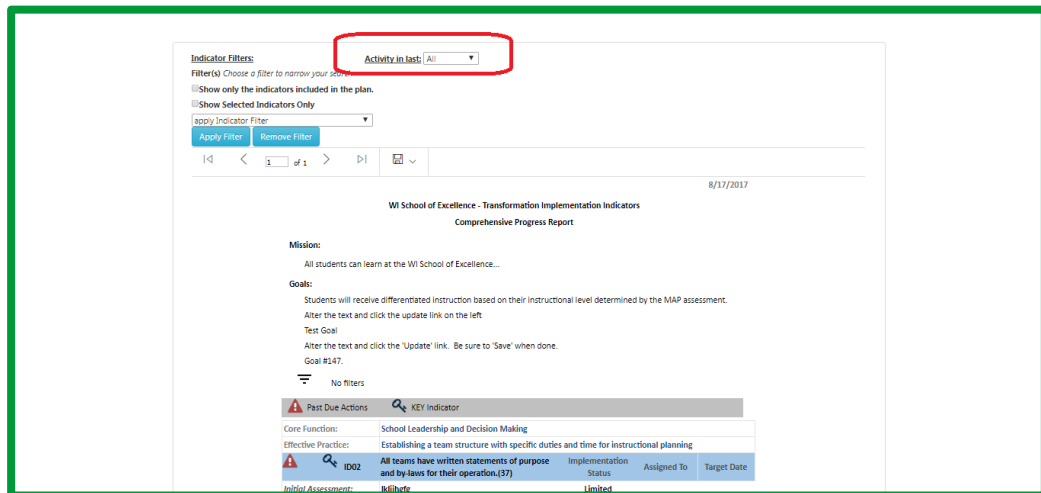 Indicator Filters: Activity in last: All
Filter(s) Choose a filter to narrow your
Show only the indicators included in the plan.
Show Selected Indicators Only
apply Indicator Filter
Apply Filter Remove Filter
1 of 1
8/17/2017
WI School of Excellence - Transformation Implementation Indicators
Comprehensive Progress Report
Mission:
All students can learn at the WI School of Excellence...
Goals:
Students will receive differentiated instruction based on their instructional level determined by the MAP assessment.
Alter the text and click the update link on the left
Test Goal
Alter the text and click the 'Update' link. Be sure to 'Save' when done.
Goal #147.
No filters
Past Due Actions KEY Indicator
Core Function: School Leadership and Decision Making
Effective Practice: Establishing a team structure with specific duties and time for instructional planning
ID02 All teams have written statements of purpose and by-laws for their operation.(37) Implementation Status Assigned To Target Date
Initial Assessment: Limited